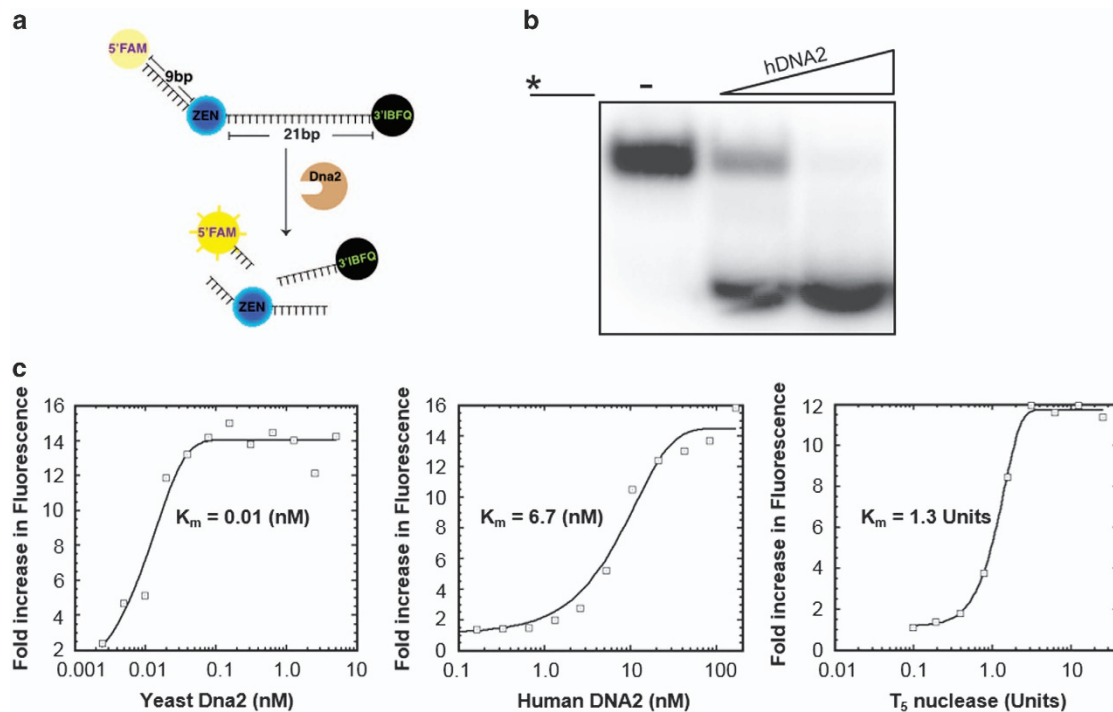 a
5'FAM
9bp
ZEN
3'IBFQ
21bp
Dna2
5'FAM
3'IBFQ
ZEN
b
*
-
hDNA2
c
Fold increase in Fluorescence
16
14
12
10
8
6
4
2
0.001
0.01
0.1
1.0
10
Km = 0.01 (nM)
Yeast Dna2 (nM)
Fold increase in Fluorescence
16
14
12
10
8
6
4
2
0
0.1
1.0
10
100
Km = 6.7 (nM)
Human DNA2 (nM)
Fold increase in Fluorescence
12
10
8
6
4
2
0
0.1
1.0
10
Km = 1.3 Units
T5 nuclease (Units)